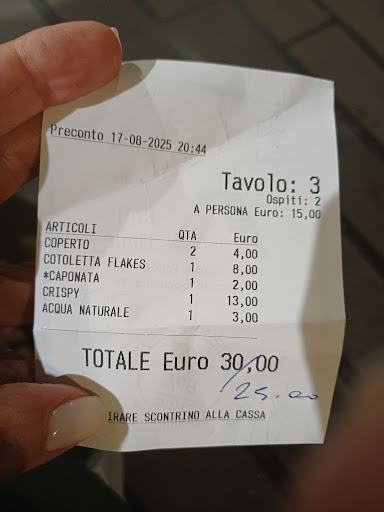 Preconto 17-08-2025 20:44
Tavolo: 3
Ospiti: 2
A PERSONA Euro: 15,00
ARTICOLI QTA Euro
COPERTO 2 4,00
COTOLETTA FLAKES 1 8,00
*CAPONATA 1 2,00
CRISPY 1 13,00
ACQUA NATURALE 1 3,00
TOTALE Euro 30,00
25.00
IRARE SCONTRINO ALLA CASSA